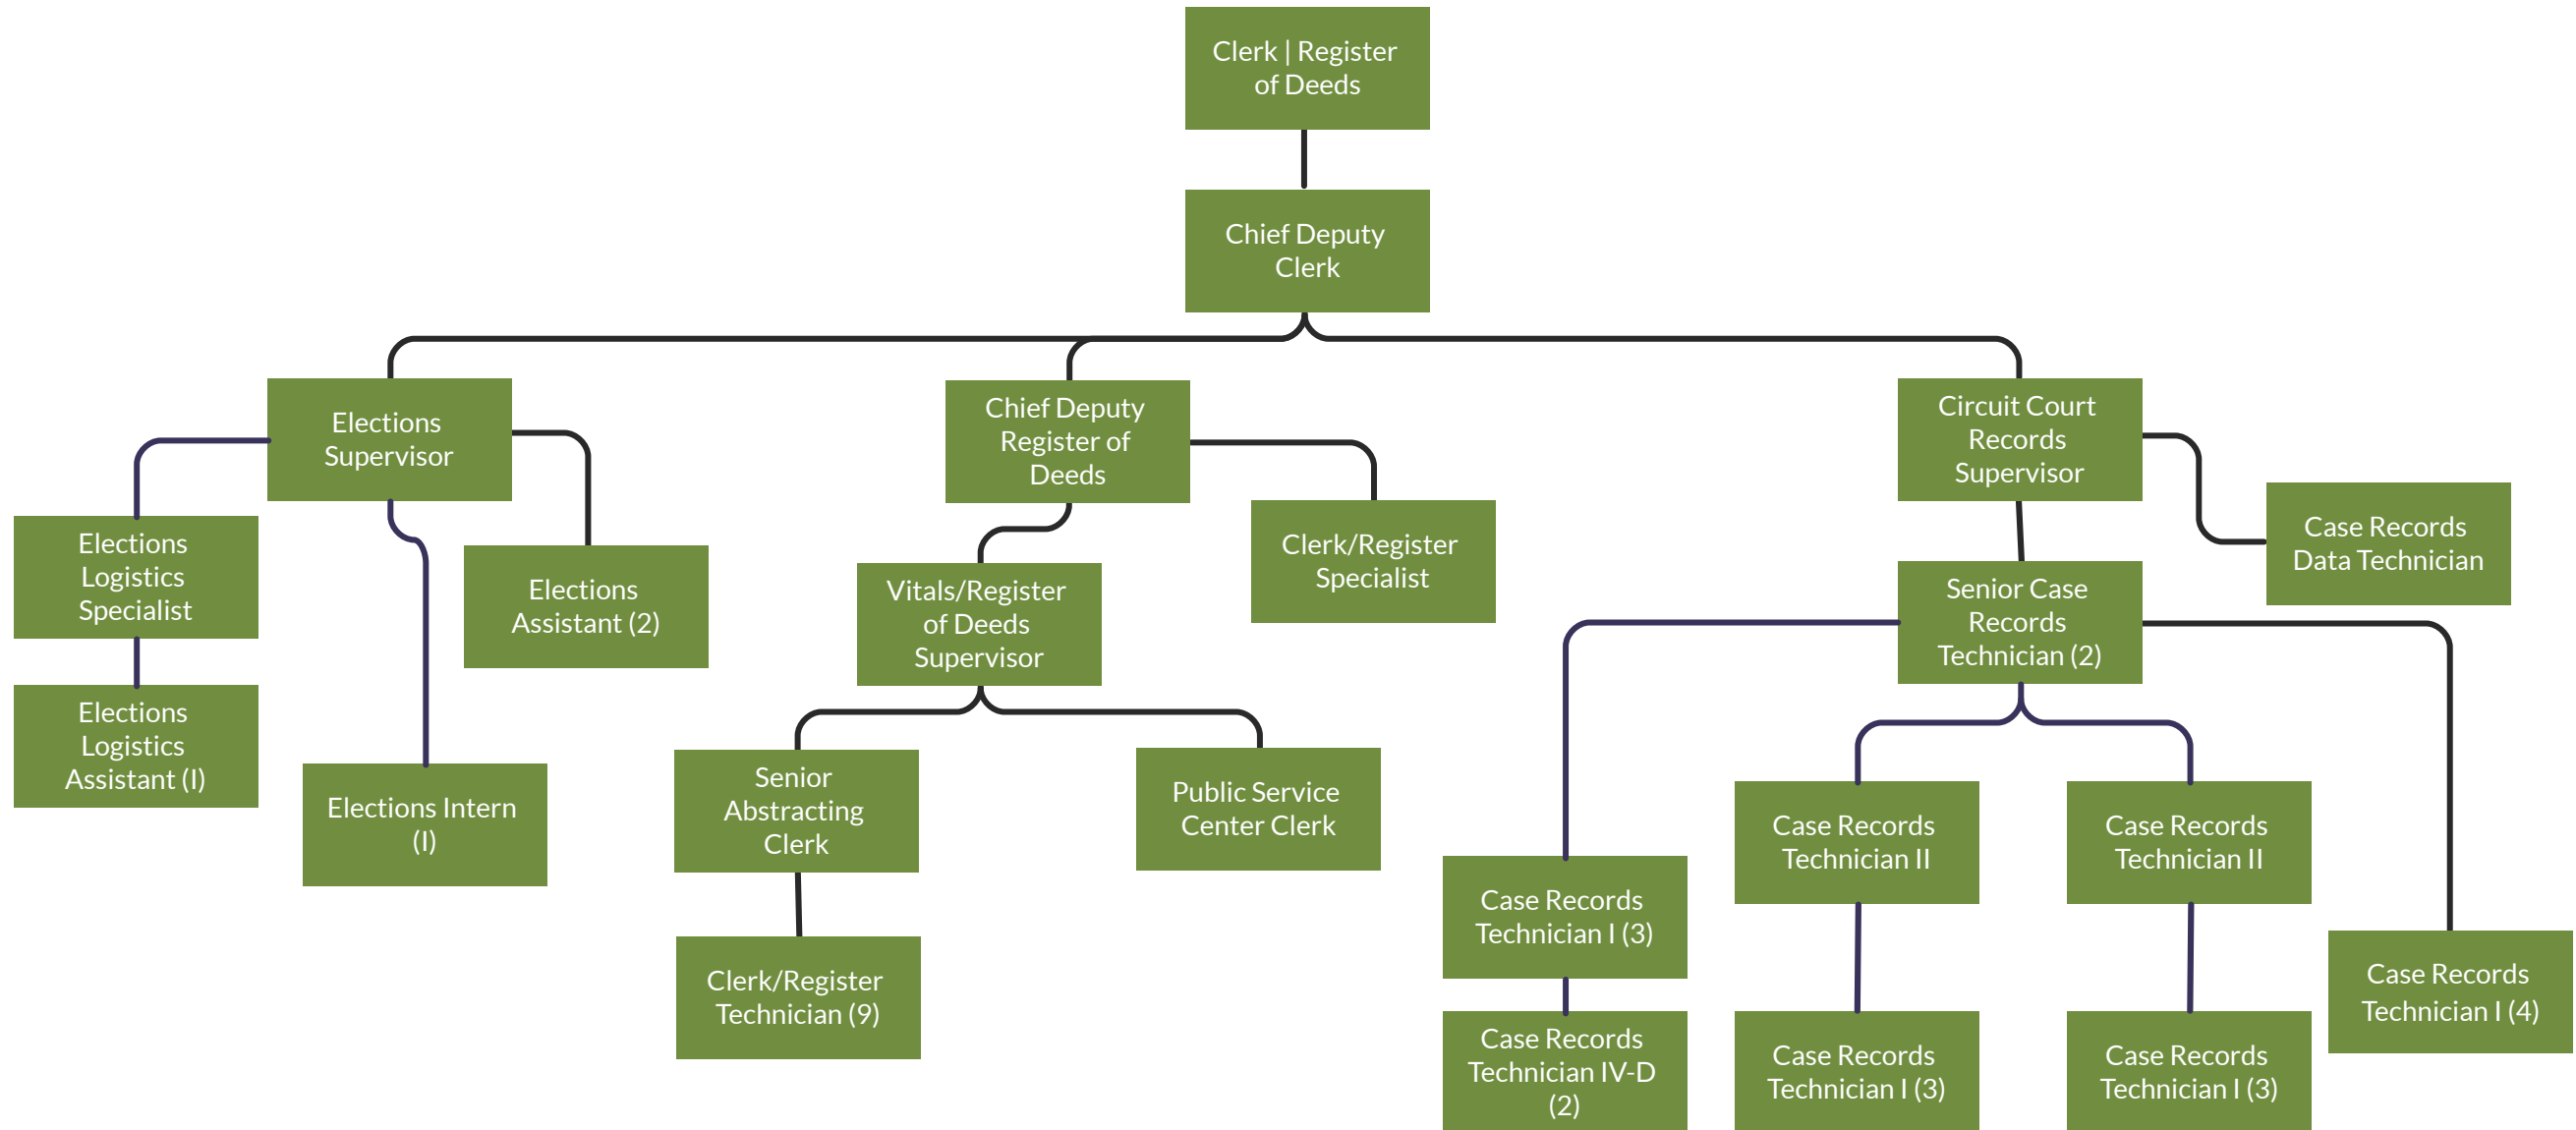 Clerk | Register
of Deeds
Chief Deputy
Clerk
Elections
Supervisor
Chief Deputy
Register of
Deeds
Circuit Court
Records
Supervisor
Elections
Logistics
Specialist
Elections
Assistant (2)
Clerk/Register
Specialist
Case Records
Data Technician
Vitals/Register
of Deeds
Supervisor
Senior Case
Records
Technician (2)
Elections
Logistics
Assistant (I)
Elections Intern
(I)
Senior
Abstracting
Clerk
Public Service
Center Clerk
Case Records
Technician II
Case Records
Technician II
Case Records
Technician I (3)
Case Records
Technician I (4)
Clerk/Register
Technician (9)
Case Records
Technician IV-D
(2)
Case Records
Technician I (3)
Case Records
Technician I (3)